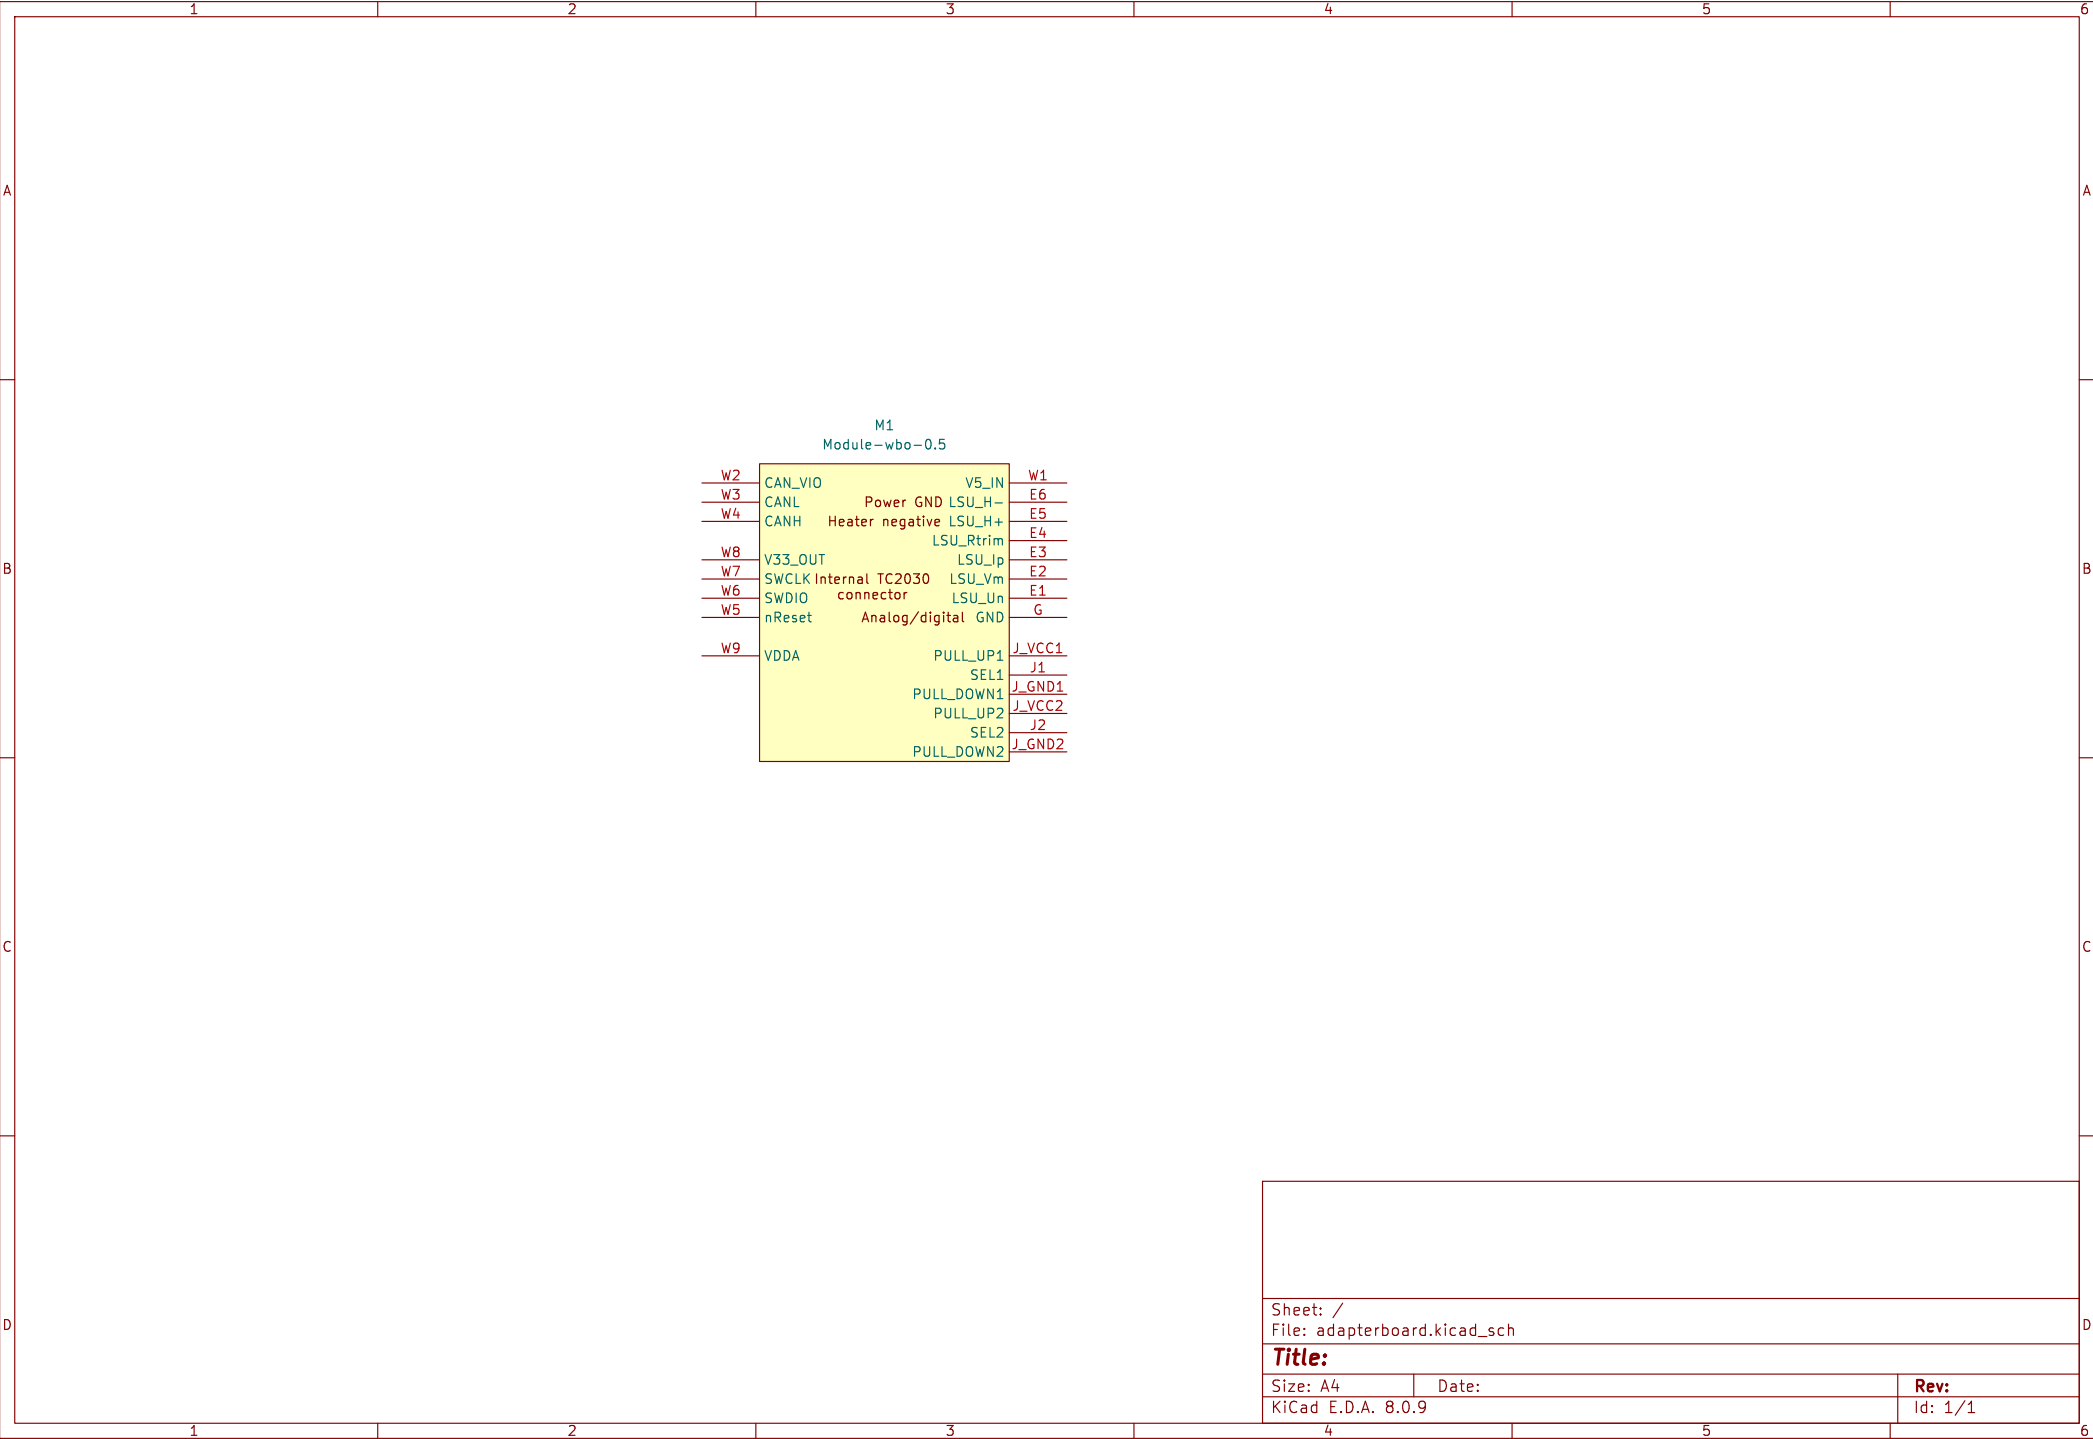 1 2 3 4 5 6
A A
M1
Module-wbo-0.5
W2 CAN_VIO V5_IN W1
W3 CANL Power GND LSU_H- E6
W4 CANH Heater negative LSU_H+ E5
LSU_Rtrim E4
W8 V33_OUT LSU_Ip E3
B B
W7 SWCLK Internal TC2030 LSU_Vm E2
connector
W6 SWDIO LSU_Un E1
W5 nReset Analog/digital GND G
W9 VDDA PULL_UP1 J_VCC1
SEL1 J1
PULL_DOWN1 J_GND1
PULL_UP2 J_VCC2
SEL2 J2
PULL_DOWN2 J_GND2
C C
Sheet: /
D D
File: adapterboard.kicad_sch
Title:
Size: A4 Date: Rev:
KiCad E.D.A. 8.0.9 Id: 1/1
1 2 3 4 5 6